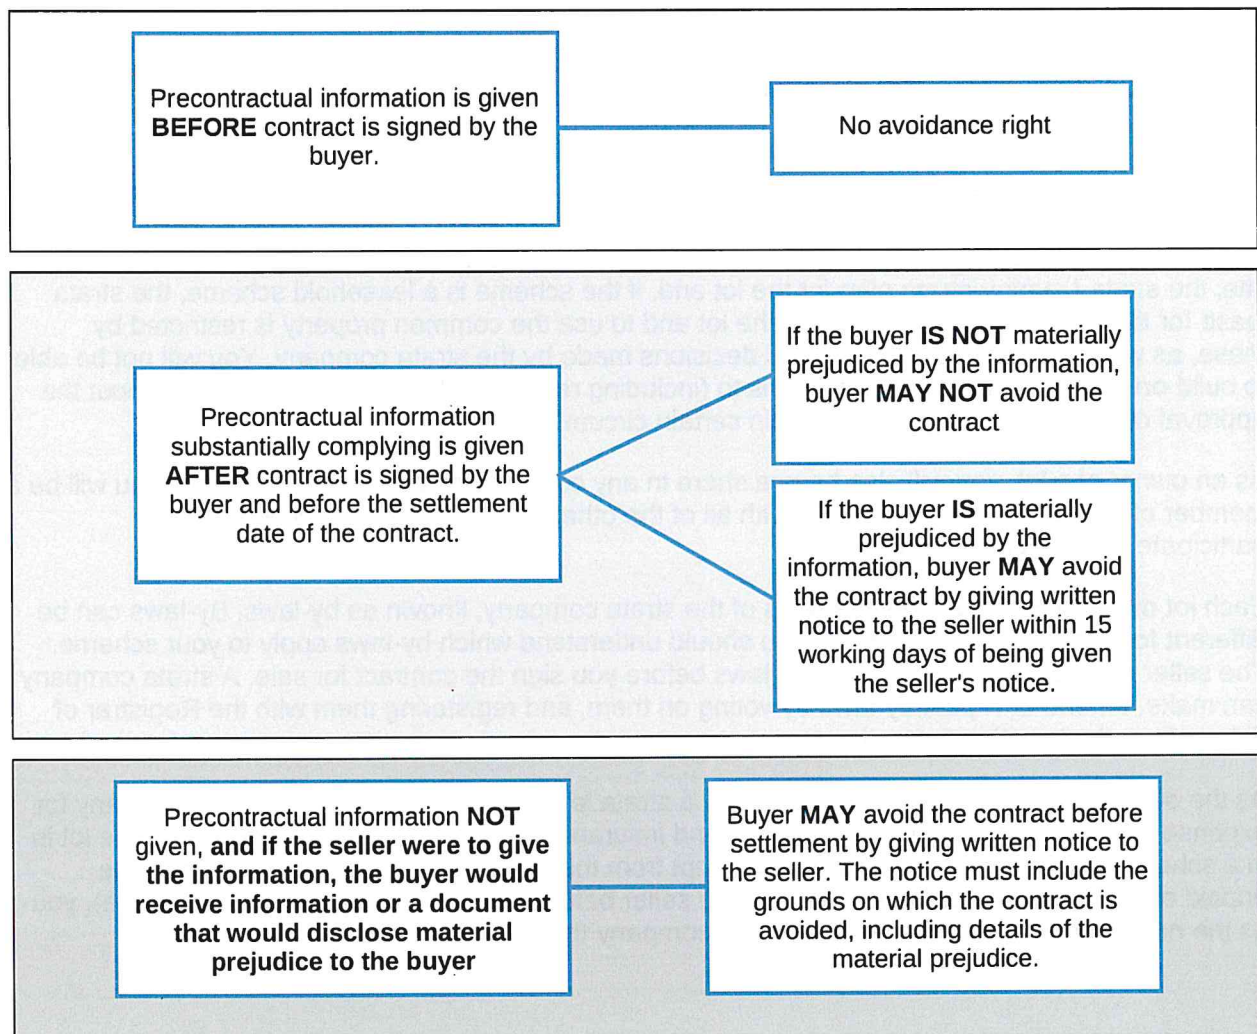 Precontractual information is given
BEFORE contract is signed by the
buyer.
No avoidance right
Precontractual information
substantially complying is given
AFTER contract is signed by the
buyer and before the settlement
date of the contract.
If the buyer IS NOT materially
prejudiced by the information,
buyer MAY NOT avoid the
contract
If the buyer IS materially
prejudiced by the
information, buyer MAY avoid
the contract by giving written
notice to the seller within 15
working days of being given
the seller's notice.
Precontractual information NOT
given, and if the seller were to give
the information, the buyer would
receive information or a document
that would disclose material
prejudice to the buyer
Buyer MAY avoid the contract before
settlement by giving written notice to
the seller. The notice must include the
grounds on which the contract is
avoided, including details of the
material prejudice.